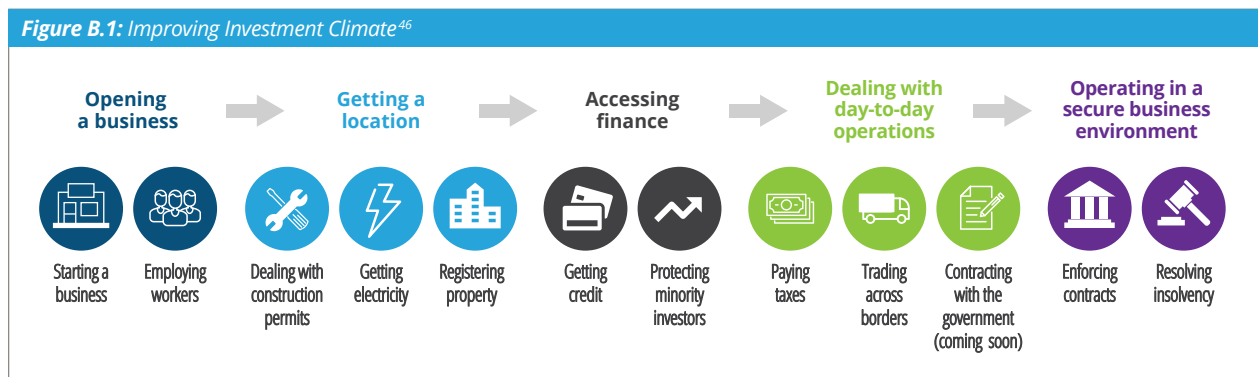 Figure B.1: Improving Investment Climate46
Opening
a business
Getting a
location
Accessing
finance
Dealing with
day-to-day
operations
Operating in a
secure business
environment
Starting a
business
Employing
workers
Dealing with
construction
permits
Getting
electricity
Registering
property
Getting
credit
Protecting
minority
investors
Paying
taxes
Trading
across
borders
Contracting
with the
government
(coming soon)
Enforcing
contracts
Resolving
insolvency